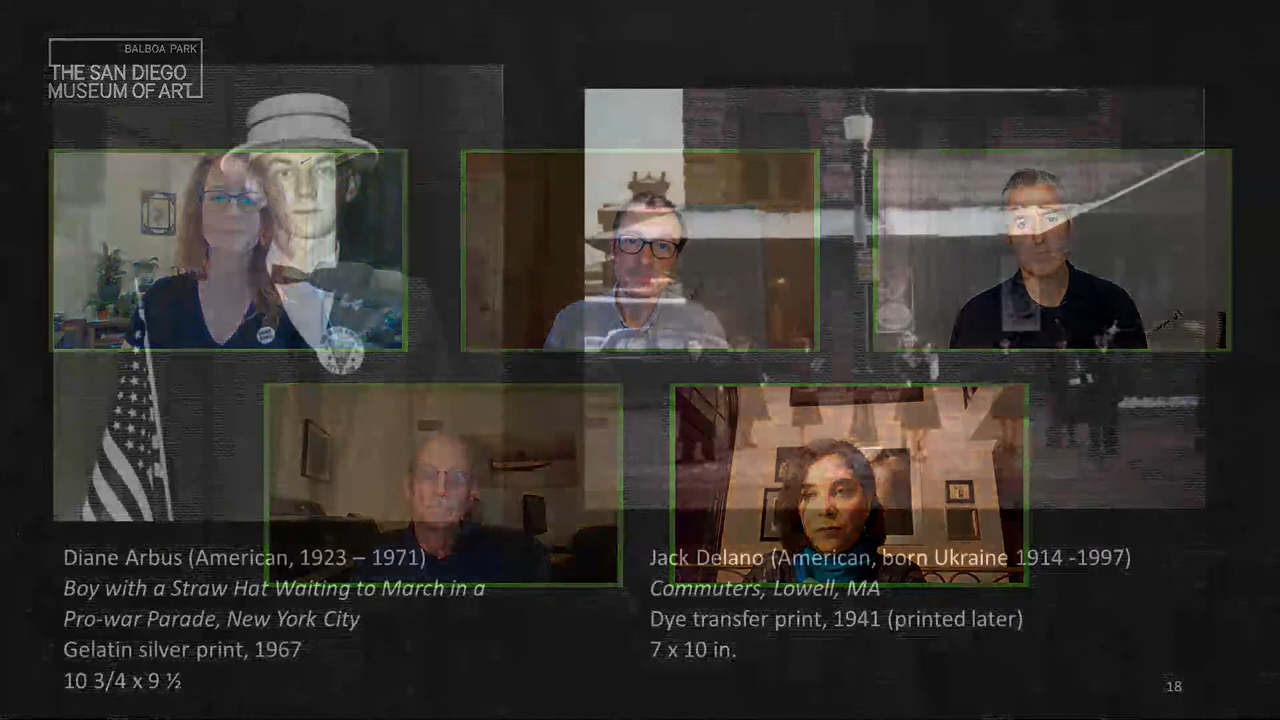 BALBOA PARK
THE SAN DIEGO
MUSEUM OF ART
Diane Arbus (American, 1923 – 1971)
Boy with a Straw Hat Waiting to March in a
Pro-war Parade, New York City
Gelatin silver print, 1967
10 3/4 x 9 ½
Jack Delano (American, born Ukraine 1914 -1997)
Commuters, Lowell, MA
Dye transfer print, 1941 (printed later)
7 x 10 in.
18